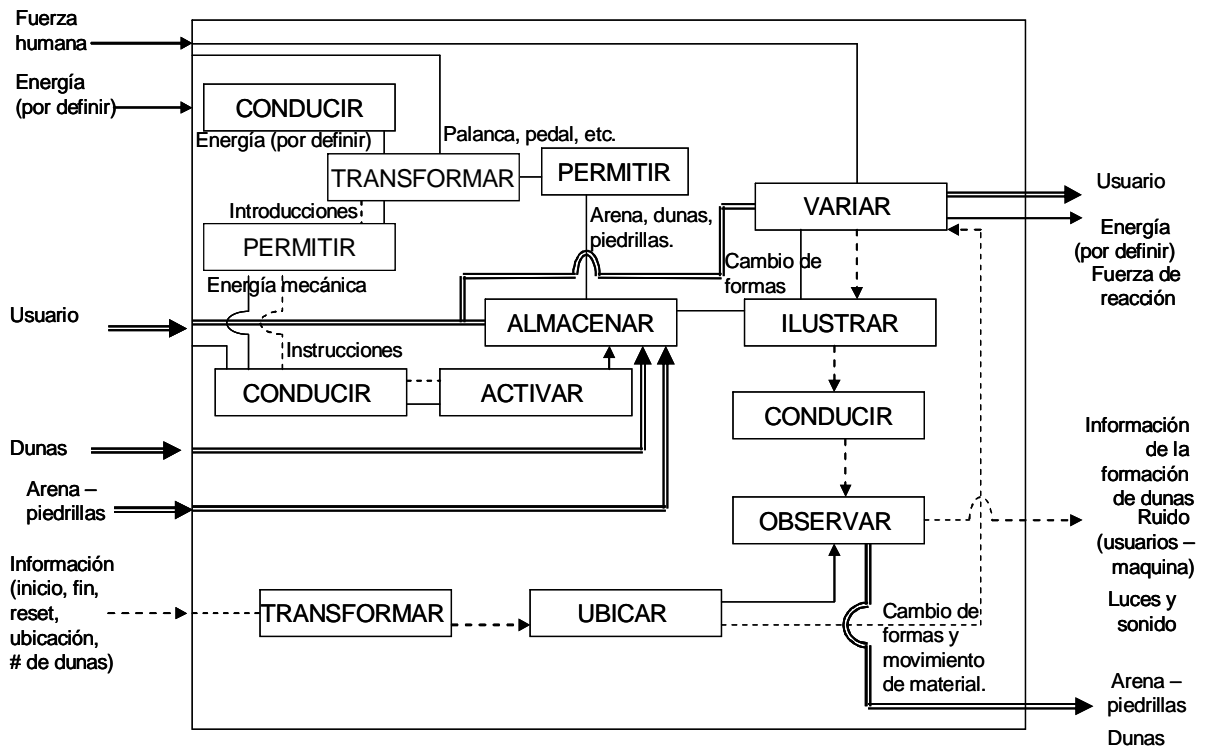 Fuerza
humana
Energía
(por definir)
CONDUCIR
Energía (por definir)
Palanca, pedal, etc.
TRANSFORMAR
PERMITIR
Introducciones
PERMITIR
Energía mecánica
Arena, dunas,
piedrillas.
VARIAR
Cambio de
formas
Usuario
Energía
(por definir)
Fuerza de
reacción
Usuario
ALMACENAR
ILUSTRAR
Instrucciones
CONDUCIR
ACTIVAR
CONDUCIR
Dunas
Arena –
piedrillas
OBSERVAR
Información
de la
formación
de dunas
Ruido
(usuarios –
maquina)
Luces y
sonido
Información
(inicio, fin,
reset,
ubicación,
# de dunas)
TRANSFORMAR
UBICAR
Cambio de
formas y
movimiento
de material.
Arena –
piedrillas
Dunas